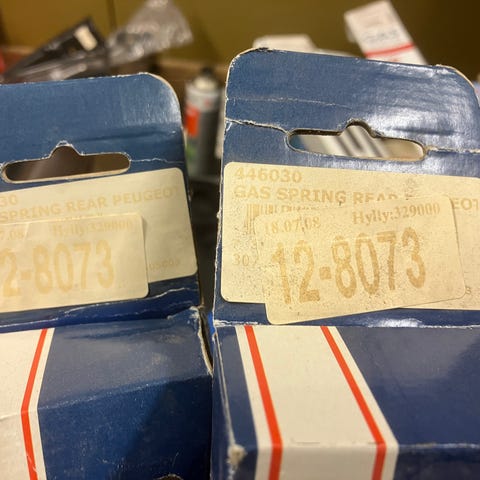 446030
GAS SPRING REAR PEUGEOT
18.07.08 Hylly:329000
12-8073
30
SPRING REAR PEUGEOT
Hylly:329000
2-8073